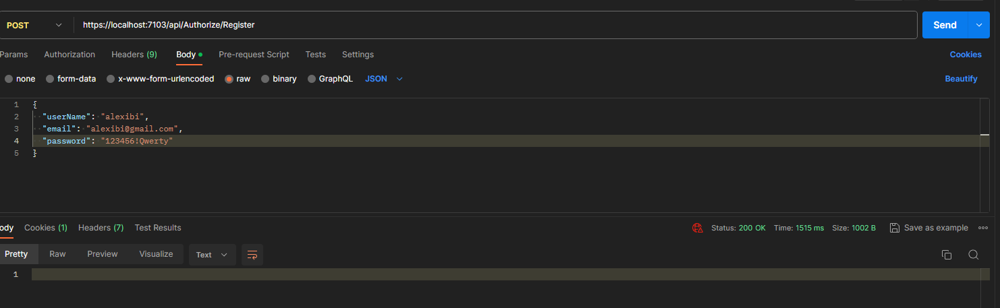 POST https://localhost:7103/api/Authorize/Register Send
Params Authorization Headers (9) Body Pre-request Script Tests Settings Cookies
none form-data x-www-form-urlencoded raw binary GraphQL JSON Beautify
1 {
2 "userName": "alexibi",
3 "email": "alexibi@gmail.com",
4 "password": "123456!Qwerty"
5 }
ody Cookies (1) Headers (7) Test Results Status: 200 OK Time: 1515 ms Size: 1002 B Save as example
Pretty Raw Preview Visualize Text
1